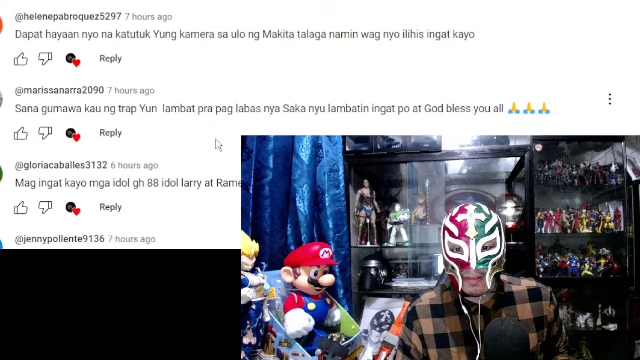 @helenepabroquez5297 7 hours ago
Dapat hayaan nyo na katutuk Yung kamera sa ulo ng Makita talaga namin wag nyo ilihis ingat kayo
Reply
@marissanarra2090 7 hours ago
Sana gumawa kau ng trap Yun lambat pra pag labas nya Saka nyu lambatin ingat po at God bless you all 🙏🙏🙏
Reply
@gloriacaballes3132 6 hours ago
Mag ingat kayo mga idol gh 88 idol larry at Rame
Reply
@jennypollente9136 7 hours ago